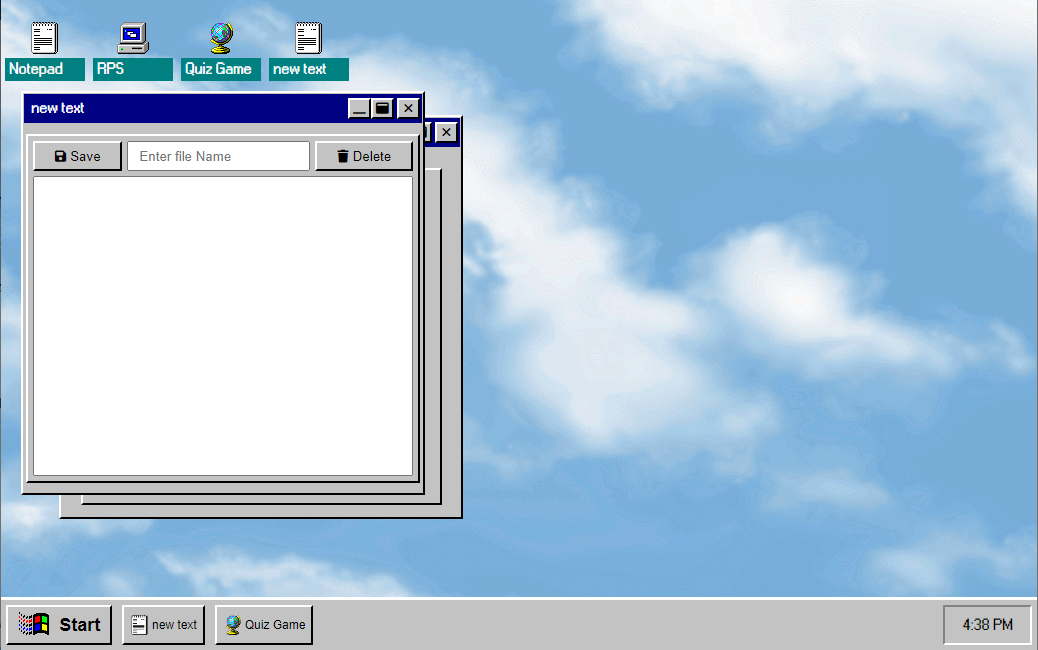 Notepad
RPS
Quiz Game
new text
new text
Save
Enter file Name
Delete
Start
new text
Quiz Game
4:38 PM